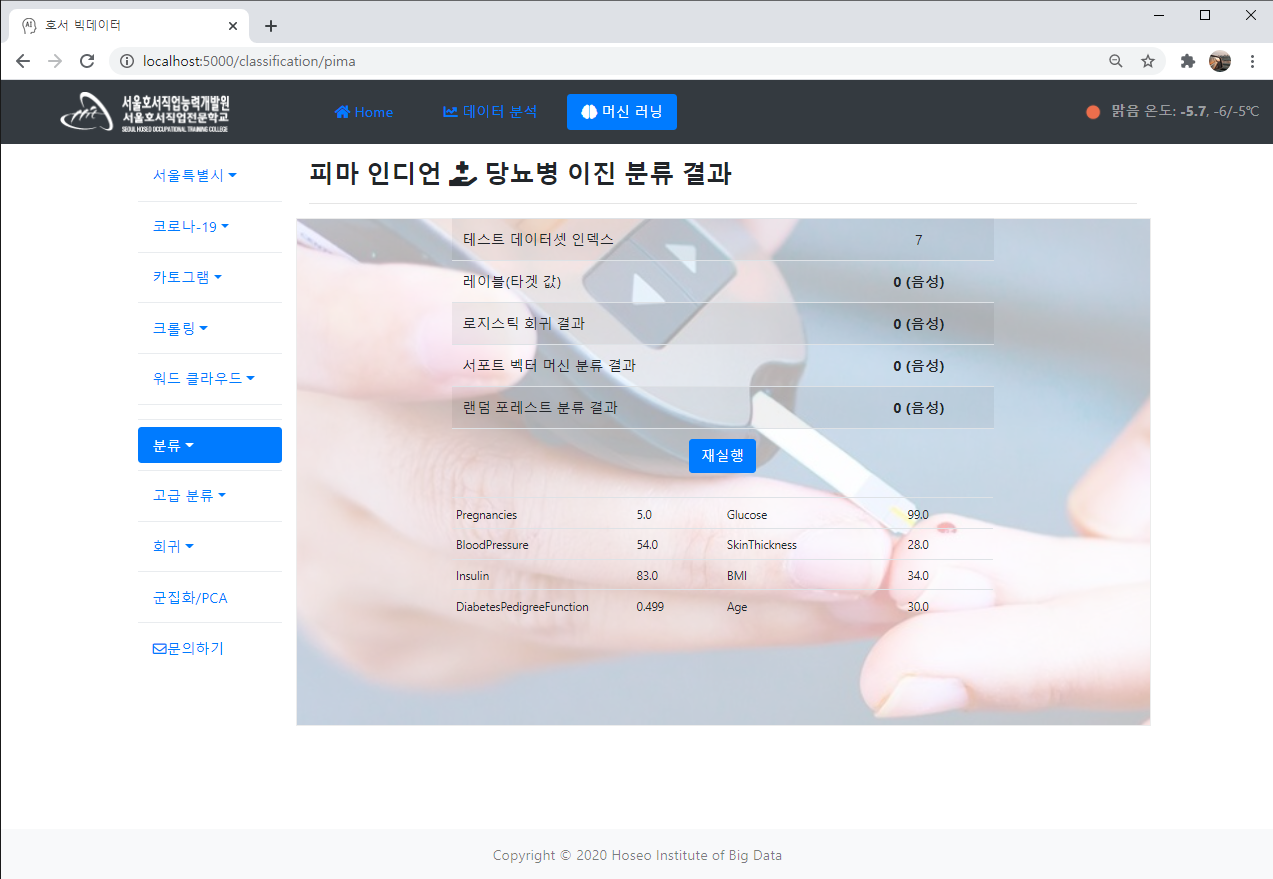 호서 빅데이터
localhost:5000/classification/pima
서울호서직업능력개발원
서울호서직업전문학교
SEOUL HOSEO OCCUPATIONAL TRAINING COLLEGE
Home 데이터 분석 머신 러닝
맑음 온도: -5.7, -6/-5℃
서울특별시
코로나-19
카토그램
크롤링
워드 클라우드
분류
고급 분류
회귀
군집화/PCA
문의하기
피마 인디언 당뇨병 이진 분류 결과
테스트 데이터셋 인덱스 7
레이블(타겟 값) 0 (음성)
로지스틱 회귀 결과 0 (음성)
서포트 벡터 머신 분류 결과 0 (음성)
랜덤 포레스트 분류 결과 0 (음성)
재실행
Pregnancies 5.0 Glucose 99.0
BloodPressure 54.0 SkinThickness 28.0
Insulin 83.0 BMI 34.0
DiabetesPedigreeFunction 0.499 Age 30.0
Copyright © 2020 Hoseo Institute of Big Data